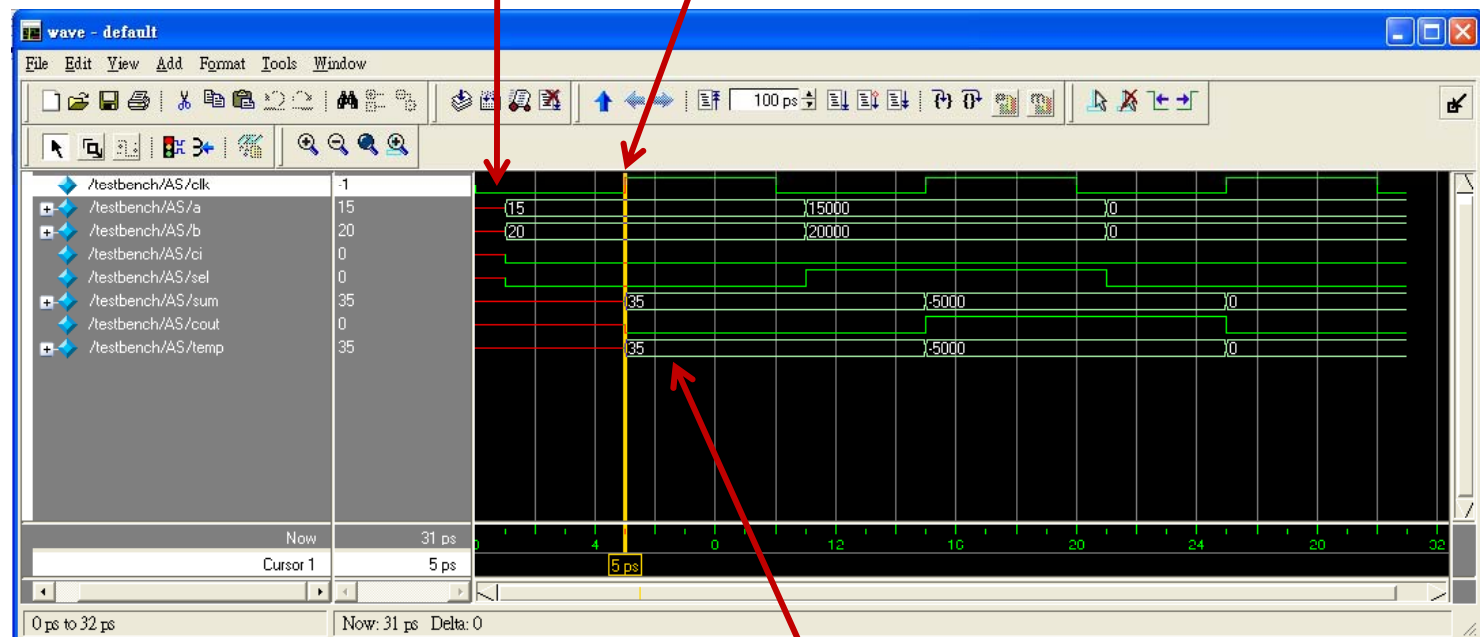 wave - default
File Edit View Add Format Tools Window
100 ps
/testbench/AS/clk -1
/testbench/AS/a 15 15 15000 0
/testbench/AS/b 20 20 20000 0
/testbench/AS/ci 0
/testbench/AS/sel 0
/testbench/AS/sum 35 35 -5000 0
/testbench/AS/cout 0
/testbench/AS/temp 35 35 -5000 0
Now 31 ps 4 12 20 24
Cursor 1 5 ps 5 ps
0 ps to 32 ps Now: 31 ps Delta: 0